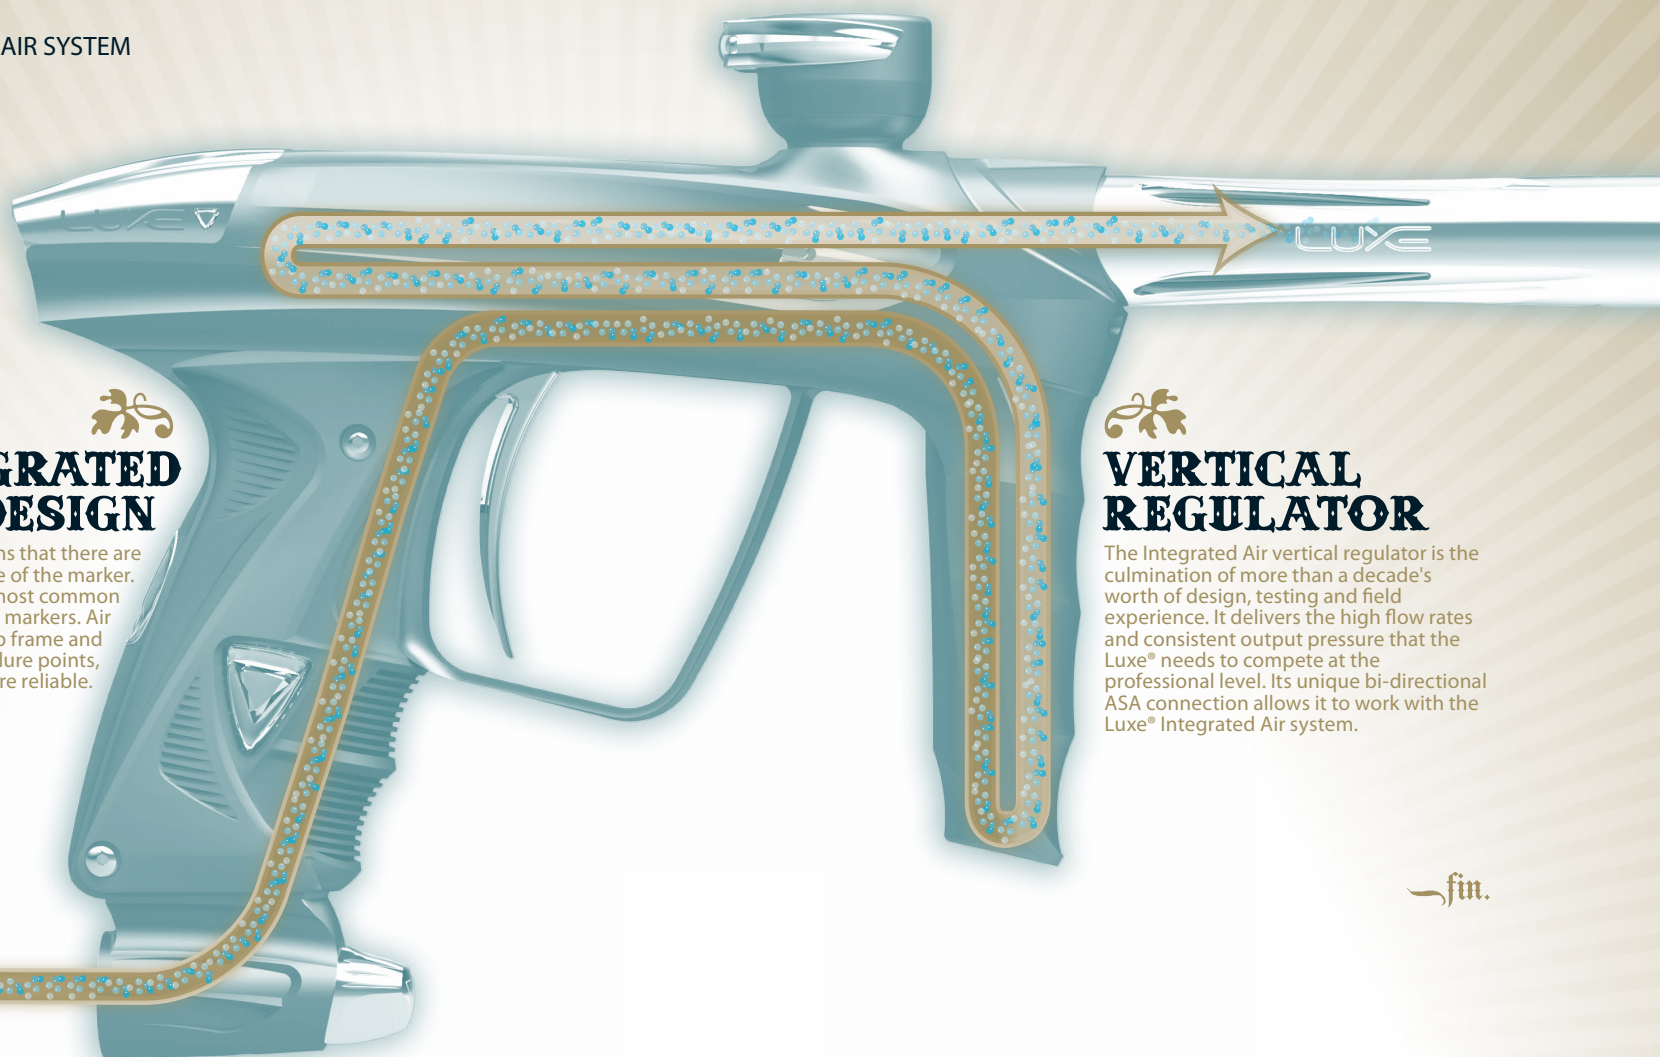 AIR SYSTEM
LUXE
LUXE
GRATED
DESIGN
that there are
of the marker.
most common
markers. Air
frame and
points,
reliable.
VERTICAL
REGULATOR
The Integrated Air vertical regulator is the
culmination of more than a decade's
worth of design, testing and field
experience. It delivers the high flow rates
and consistent output pressure that the
Luxe® needs to compete at the
professional level. Its unique bi-directional
ASA connection allows it to work with the
Luxe® Integrated Air system.
fin.